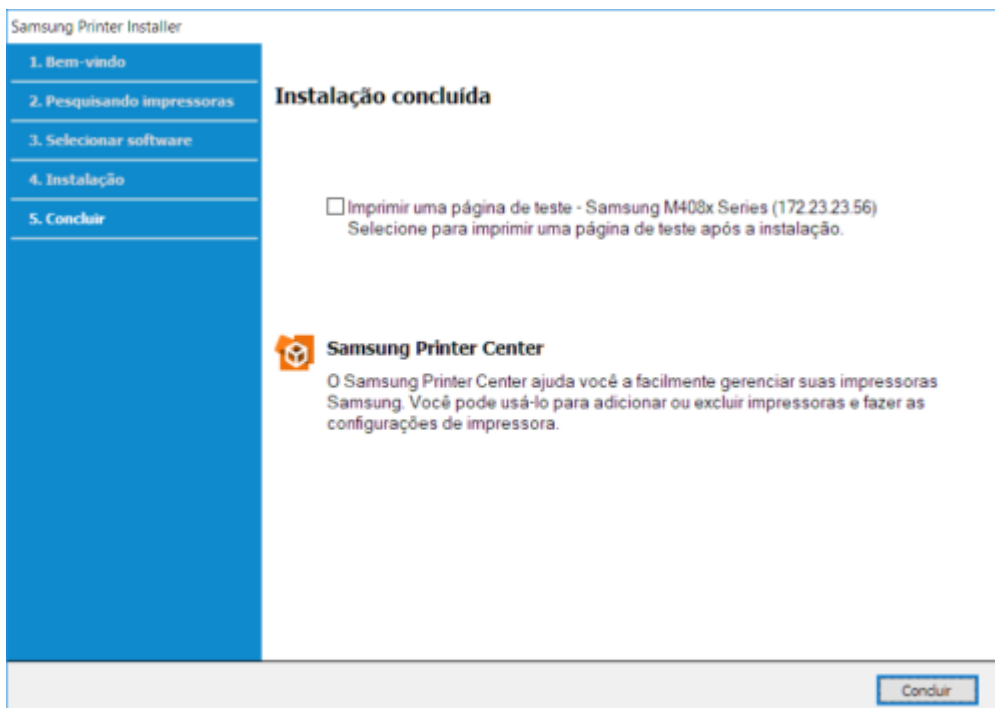 Samsung Printer Installer
1. Bem-vindo
2. Pesquisando impressoras
3. Selecionar software
4. Instalação
5. Concluir
Instalação concluída
Imprimir uma página de teste - Samsung M408x Series (172.23.23.56)
Selecione para imprimir uma página de teste após a instalação.
Samsung Printer Center
O Samsung Printer Center ajuda você a facilmente gerenciar suas impressoras
Samsung. Você pode usá-lo para adicionar ou excluir impressoras e fazer as
configurações de impressora.
Concluir